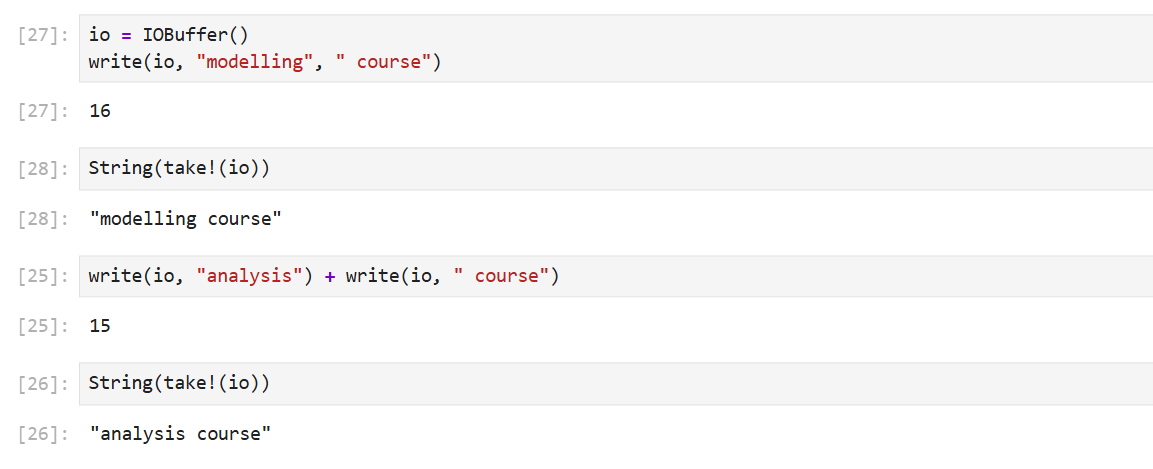 [27]: io = IOBuffer()
write(io, "modelling", " course")
[27]: 16
[28]: String(take!(io))
[28]: "modelling course"
[25]: write(io, "analysis") + write(io, " course")
[25]: 15
[26]: String(take!(io))
[26]: "analysis course"